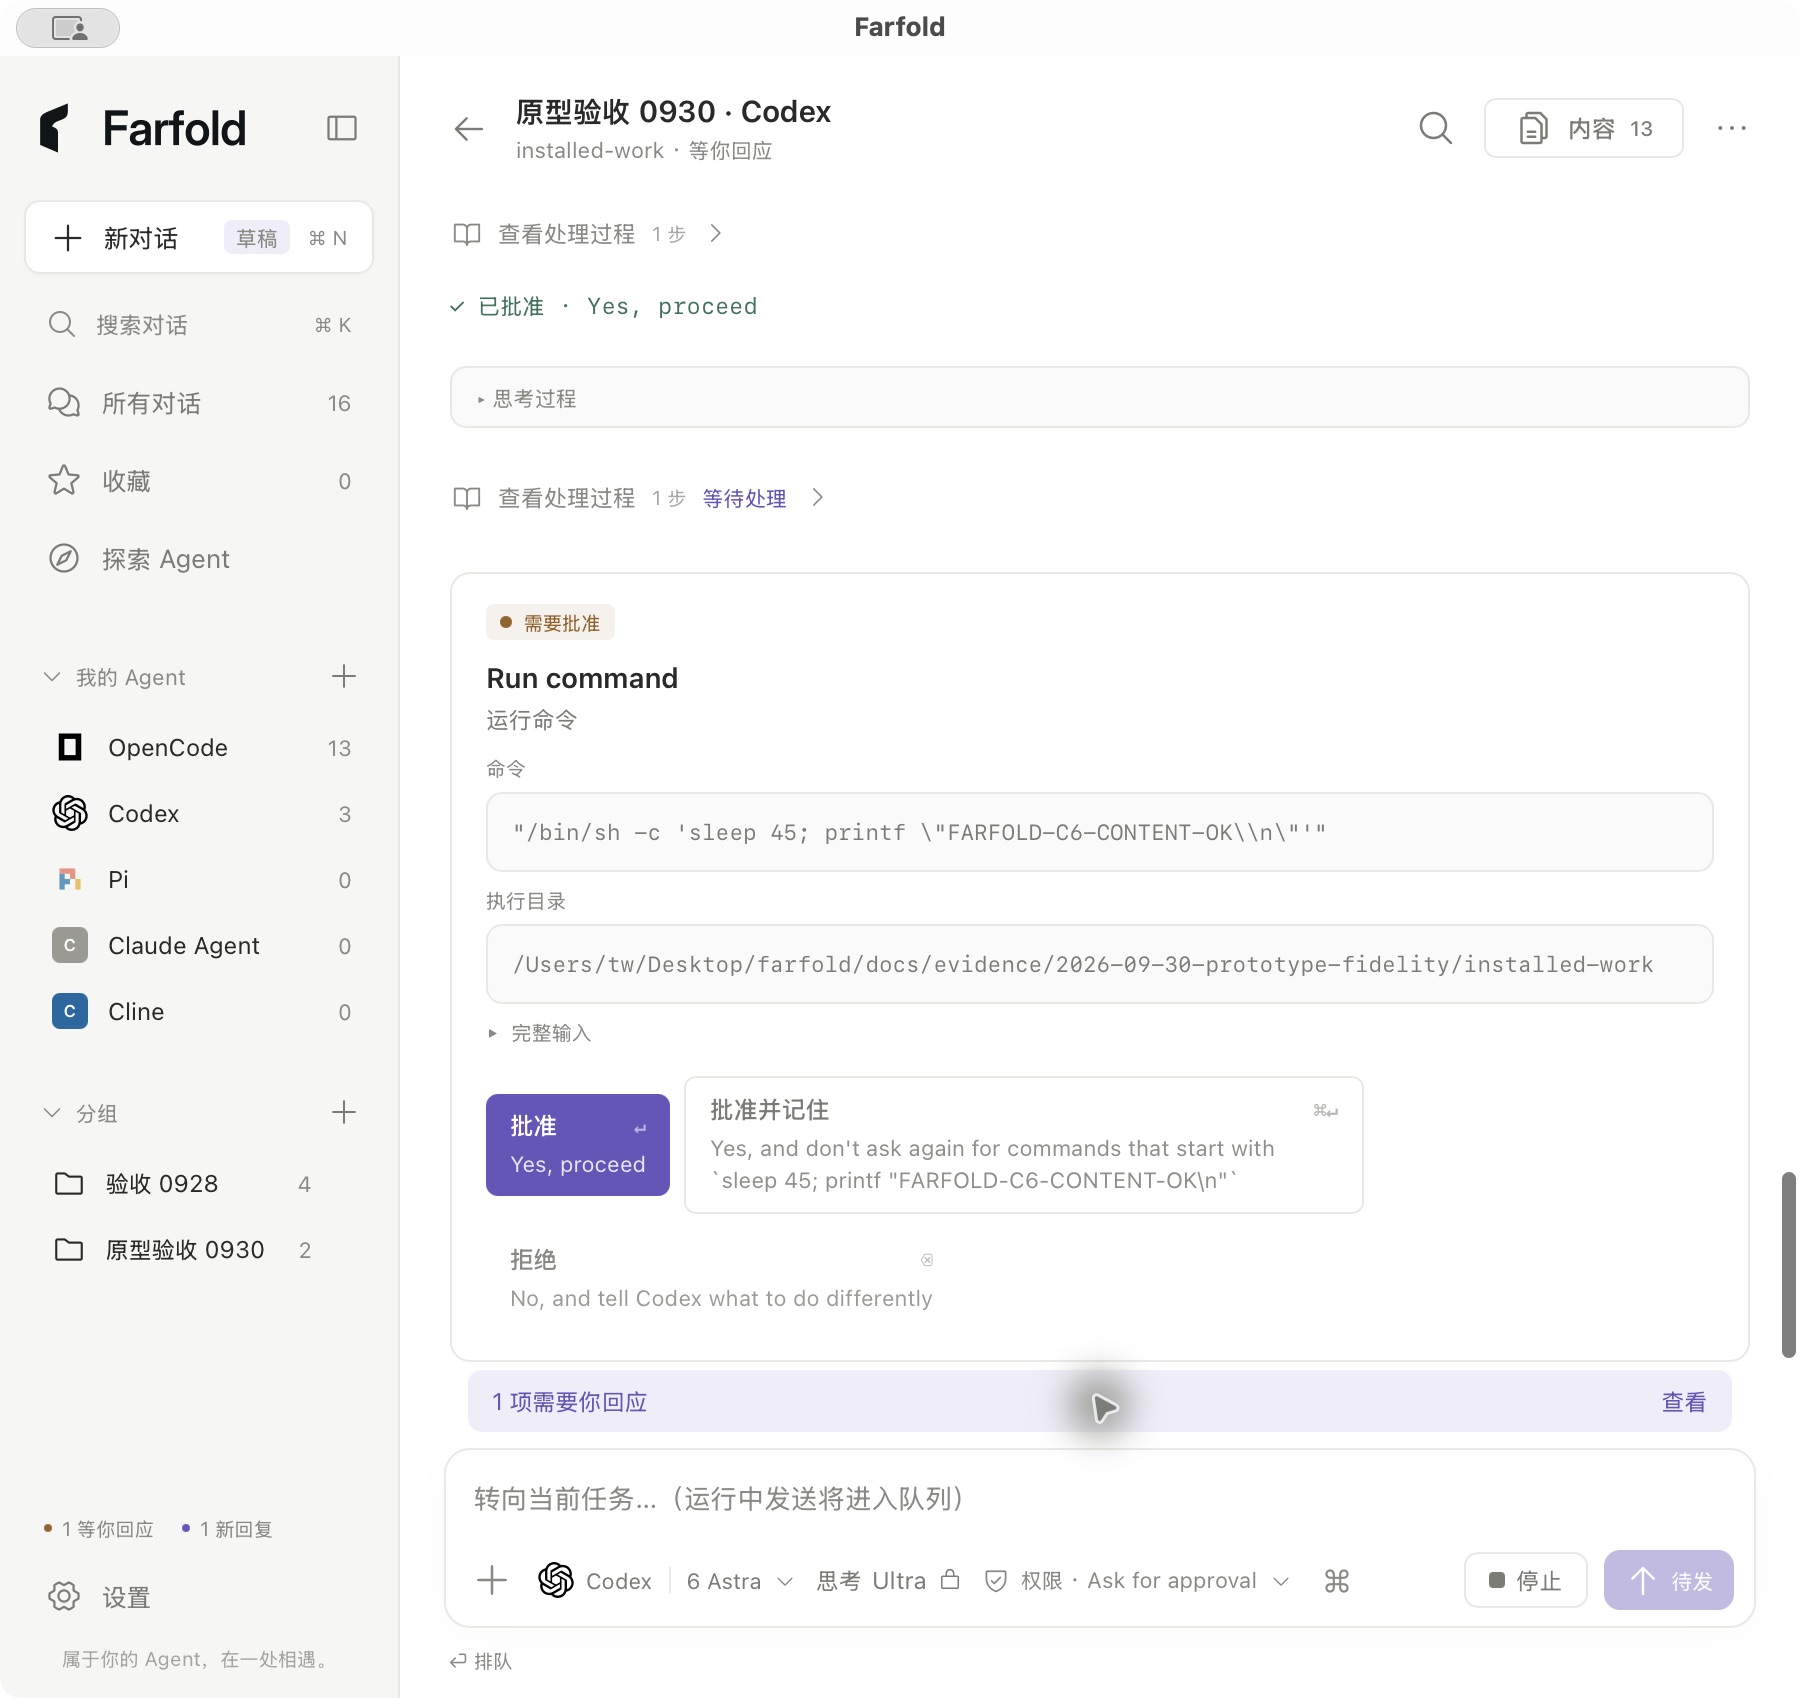 Farfold
Farfold
新对话 草稿 ⌘ N
搜索对话 ⌘ K
所有对话 16
收藏 0
探索 Agent
我的 Agent
OpenCode 13
Codex 3
Pi 0
C Claude Agent 0
C Cline 0
分组
验收 0928 4
原型验收 0930 2
1 等你回应 1 新回复
设置
属于你的 Agent，在一处相遇。
原型验收 0930 · Codex
installed-work · 等你回应
内容 13
查看处理过程 1 步
已批准 · Yes, proceed
思考过程
查看处理过程 1 步 等待处理
需要批准
Run command
运行命令
命令
"/bin/sh -c 'sleep 45; printf \"FARFOLD-C6-CONTENT-OK\\n\"'"
执行目录
/Users/tw/Desktop/farfold/docs/evidence/2026-09-30-prototype-fidelity/installed-work
完整输入
批准 ↵
Yes, proceed
批准并记住 ⌘↵
Yes, and don't ask again for commands that start with
`sleep 45; printf "FARFOLD-C6-CONTENT-OK\n"`
拒绝 ⌫
No, and tell Codex what to do differently
1 项需要你回应 查看
转向当前任务...（运行中发送将进入队列）
Codex 6 Astra 思考 Ultra 权限 · Ask for approval ⌘ 停止 待发
排队